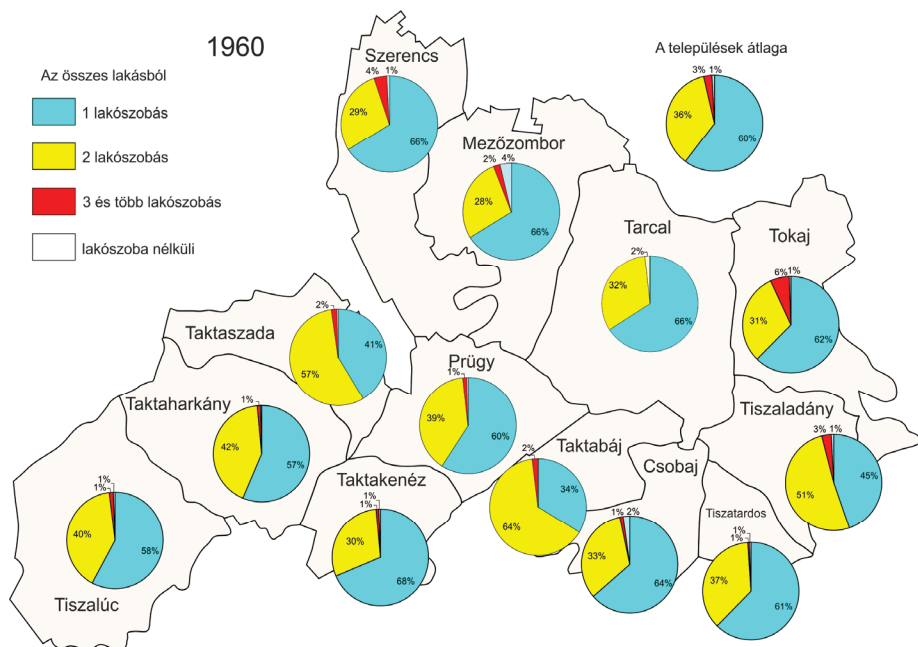 1960
Az összes lakásból
1 lakószobás
2 lakószobás
3 és több lakószobás
lakószoba nélküli
A települések átlaga
3% 1%
36%
60%
Szerencs
4% 1%
29%
66%
Mezőzombor
2% 4%
28%
66%
Tarcal
2%
32%
66%
Tokaj
6% 1%
31%
62%
Taktaszada
2%
41%
57%
Prügy
1%
39%
60%
Taktaharkány
1%
42%
57%
Tiszaladány
3% 1%
45%
51%
Taktabáj
2%
34%
64%
Csobaj
1% 2%
33%
64%
Taktakenéz
1%
1%
30%
68%
Tiszatardos
1%
1%
37%
61%
1%
1%
40%
58%
Tiszalúc